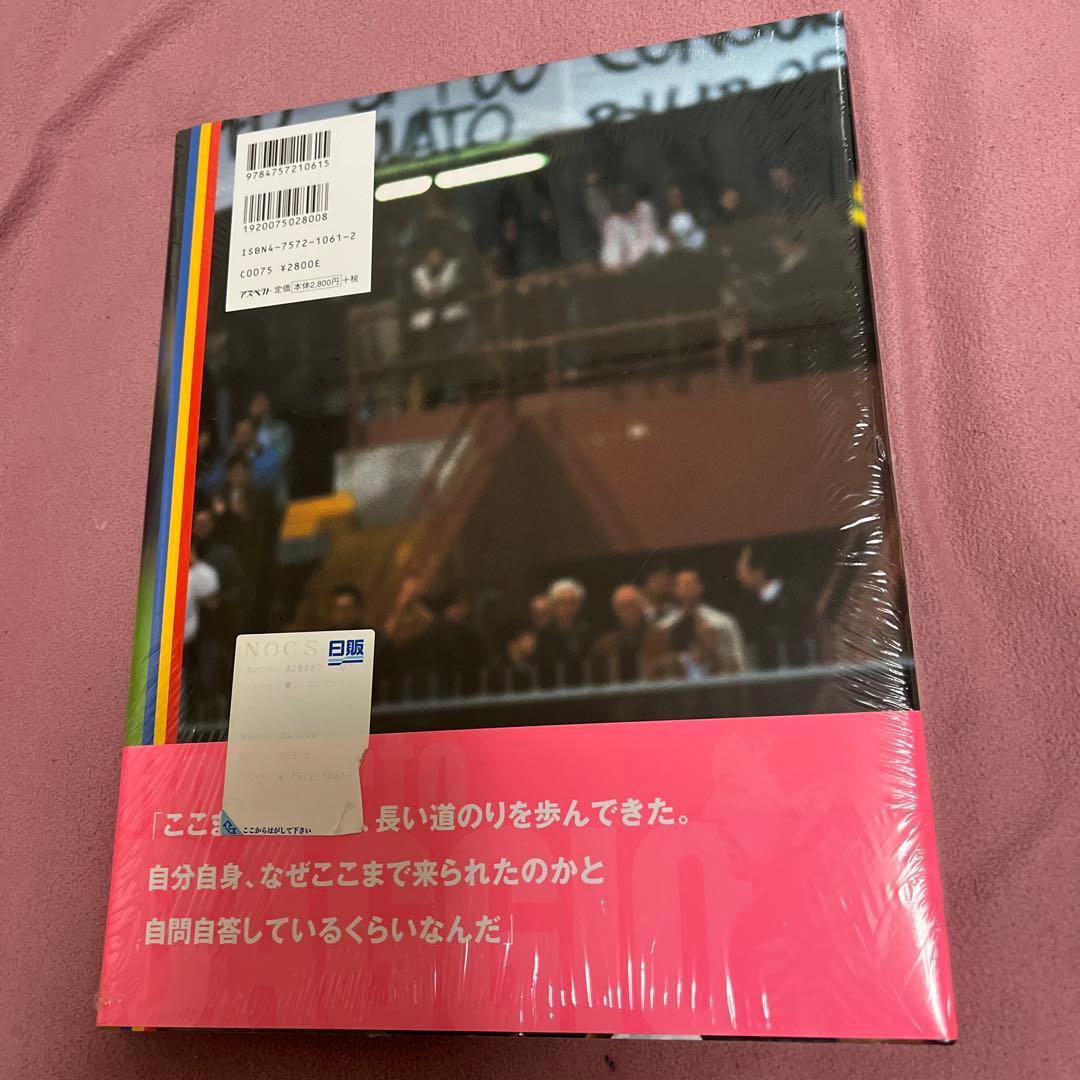 9784757210615
1920075028008
ISBN4-7572-1061-2
C0075 ¥2800E
アスペクト 定価 本体2,800円 +税
NOCS 日販
4-7572-1061-
ここからはがして下さい
「ここま 、長い道のりを歩んできた。
自分自身、なぜここまで来られたのかと
自問自答しているくらいなんだ」